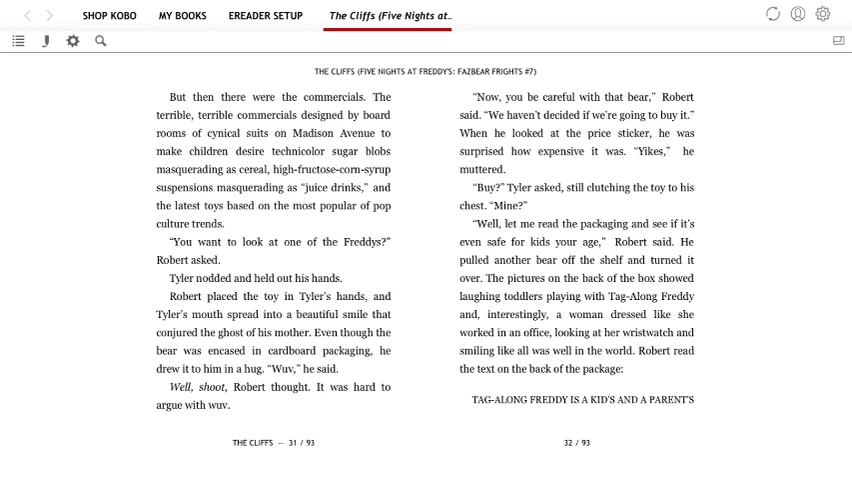 SHOP KOBO
MY BOOKS
EREADER SETUP
The Cliffs (Five Nights at..
THE CLIFFS (FIVE NIGHTS AT FREDDY'S: FAZBEAR FRIGHTS #7)
But then there were the commercials. The
terrible, terrible commercials designed by board
rooms of cynical suits on Madison Avenue to
make children desire technicolor sugar blobs
masquerading as cereal, high-fructose-corn-syrup
suspensions masquerading as “juice drinks,” and
the latest toys based on the most popular of pop
culture trends.
“You want to look at one of the Freddys?”
Robert asked.
Tyler nodded and held out his hands.
Robert placed the toy in Tyler’s hands, and
Tyler’s mouth spread into a beautiful smile that
conjured the ghost of his mother. Even though the
bear was encased in cardboard packaging, he
drew it to him in a hug. “Wuv,” he said.
Well, shoot, Robert thought. It was hard to
argue with wuv.
THE CLIFFS — 31 / 93
“Now, you be careful with that bear,” Robert
said. “We haven’t decided if we’re going to buy it.”
When he looked at the price sticker, he was
surprised how expensive it was. “Yikes,” he
muttered.
“Buy?” Tyler asked, still clutching the toy to his
chest. “Mine?”
“Well, let me read the packaging and see if it’s
even safe for kids your age,” Robert said. He
pulled another bear off the shelf and turned it
over. The pictures on the back of the box showed
laughing toddlers playing with Tag-Along Freddy
and, interestingly, a woman dressed like she
worked in an office, looking at her wristwatch and
smiling like all was well in the world. Robert read
the text on the back of the package:
TAG-ALONG FREDDY IS A KID’S AND A PARENT’S
32 / 93